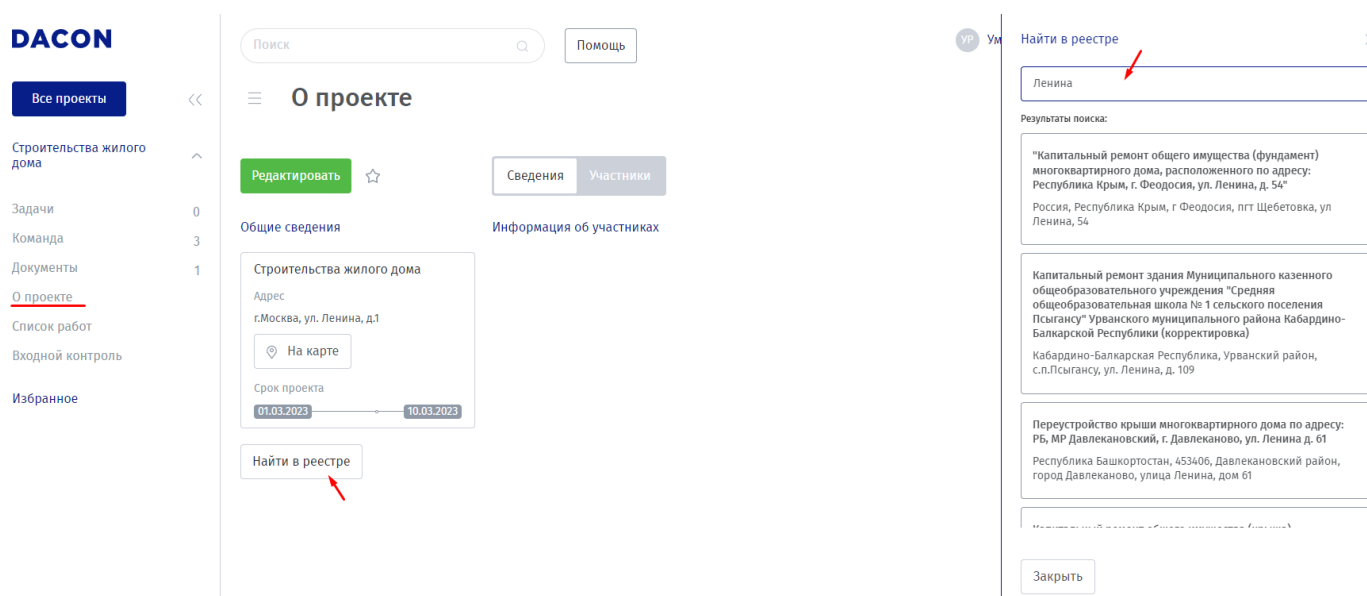 DACON
Все проекты
Строительства жилого
дома
Задачи 0
Команда 3
Документы 1
О проекте
Список работ
Входной контроль
Избранное
Поиск
Помощь
УР Ум
О проекте
Редактировать
Сведения Участники
Общие сведения
Информация об участниках
Строительства жилого дома
Адрес
г.Москва, ул. Ленина, д.1
На карте
Срок проекта
01.03.2023 10.03.2023
Найти в реестре
Найти в реестре
Ленина
Результаты поиска:
"Капитальный ремонт общего имущества (фундамент)
многоквартирного дома, расположенного по адресу:
Республика Крым, г. Феодосия, ул. Ленина, д. 54"
Россия, Республика Крым, г Феодосия, пгт Щебетовка, ул
Ленина, 54
Капитальный ремонт здания Муниципального казенного
общеобразовательного учреждения "Средняя
общеобразовательная школа № 1 сельского поселения
Псыгансу" Урванского муниципального района Кабардино-
Балкарской Республики (корректировка)
Кабардино-Балкарская Республика, Урванский район,
с.п.Псыгансу, ул. Ленина, д. 109
Переустройство крыши многоквартирного дома по адресу:
РБ, МР Давлекановский, г. Давлеканово, ул. Ленина д. 61
Республика Башкортостан, 453406, Давлекановский район,
город Давлеканово, улица Ленина, дом 61
Закрыть